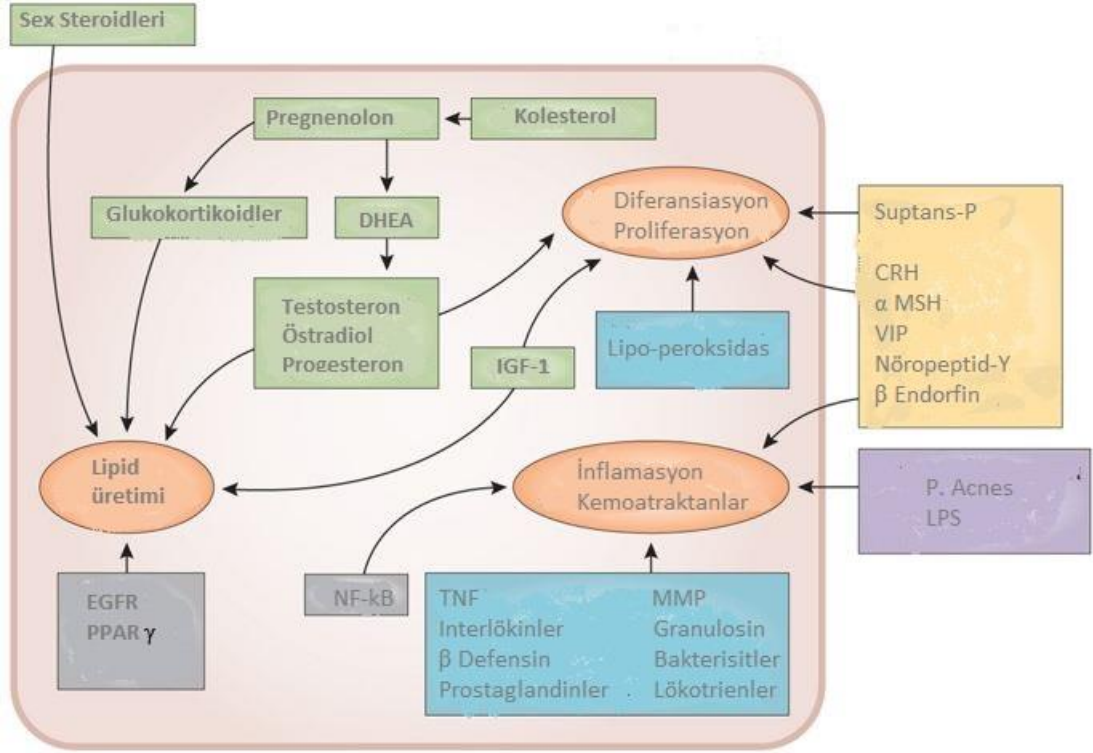 Sex Steroidleri
Pregnenolon
Kolesterol
Glukokortikoidler
DHEA
Diferansiasyon
Proliferasyon
Suptans-P
CRH
α MSH
VIP
Nöropeptid-Y
β Endorfin
Testosteron
Östradiol
Progesteron
IGF-1
Lipo-peroksidas
Lipid
üretimi
İnflamasyon
Kemoatraktanlar
P. Acnes
LPS
EGFR
PPAR γ
NF-kB
TNF
MMP
Interlökinler
Granulosin
β Defensin
Bakterisitler
Prostaglandinler
Lökotrienler